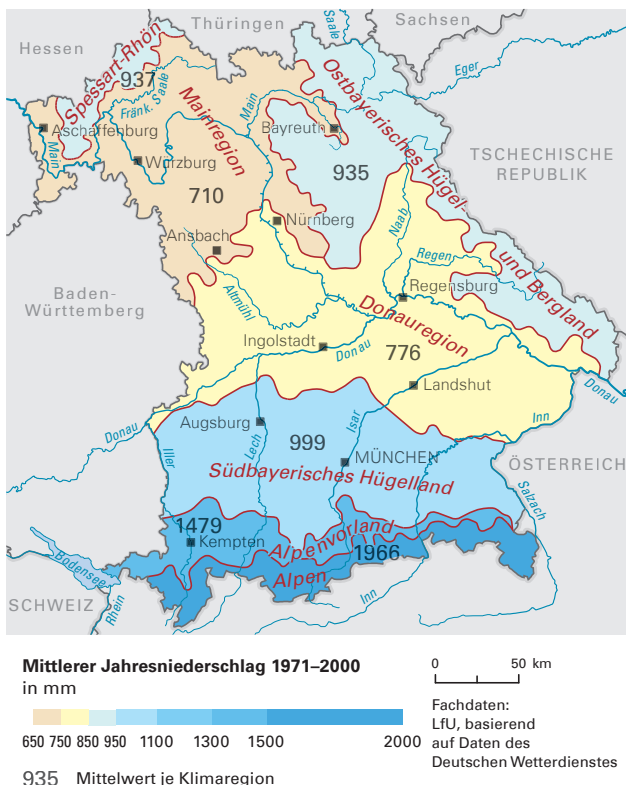 Thüringen
Sachsen
Hessen
Saale
Spessart-Rhön
937
Fränk. Saale
Ostbayerisches Hügel-
und Bergland
Eger
Main
Mainregion
Aschaffenburg
Main
Bayreuth
Würzburg
935
TSCHECHISCHE
REPUBLIK
710
Nürnberg
Naab
Ansbach
Regen
Baden-
Württemberg
Altmühl
Regensburg
Donauregion
Ingolstadt
Donau
776
Landshut
Donau
Augsburg
Isar
Inn
Donau
Lech
999
Iller
MÜNCHEN
ÖSTERREICH
Südbayerisches Hügelland
Salzach
1479
Kempten
Alpenvorland
1966
Alpen
Bodensee
Inn
SCHWEIZ
Rhein
Mittlerer Jahresniederschlag 1971–2000
in mm
650 750 850 950 1100 1300 1500 2000
935 Mittelwert je Klimaregion
0 50 km
Fachdaten:
LfU, basierend
auf Daten des
Deutschen Wetterdienstes